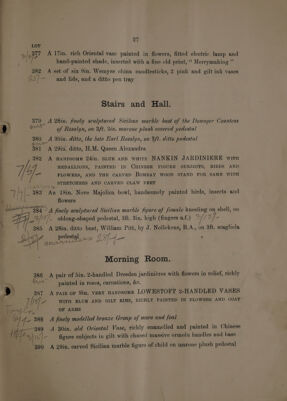 27
LOT
377 A 17in. rich Oriental vase painted in flowers, fitted electric lamp and
hand-painted shade, inserted with a fine old print, "Merrymaking"
382 A set of six 9in. Wemyss china candlesticks, 2 pink and gilt ink vases
and lids, and a ditto pen tray
Stairs and Hall.
379 A 28in. finely sculptured Sicilian marble bust of the Dowager Countess
of Rosslyn, on 3ft. 9in. marone plush covered pedestal
380 A 30in. ditto, the late Earl Rosslyn, on 3ft. ditto pedestal
381 A 29in. ditto, H.M. Queen Alexandra
382 A HANDSOME 24in. BLUE AND WHITE NANKIN JARDINIERE WITH
MEDALLIONS, PAINTED IN CHINESE FIGURE SUBJECTS, BIRDS AND
FLOWERS, AND THE CARVED BOMBAY WOOD STAND FOR SAME WITH
STRETCHERS AND CARVED CLAW FEET
383 An 18in. Nove Majolica bowl, handsomely painted birds, insects and
flowers
384 A finely sculptured Sicilian marble figure of female kneeling on shell, on
oblong-shaped pedestal, 3ft. 8in. high (fingers a.f.)
385 A 28in. ditto bust, William Pitt, by J. Nollekens, R.A., on 3ft. scagliola
pedestal
Morning Room.
386 A pair of 5in. 2-handled Dresden jardinières with flowers in relief, richly
painted in roses, carnations, &c.
387 A PAIR OF VERY HANDSOME LOWESTOFT 2-HANDLED VASES
WITH BLUE AND GILT RIMS, RICHLY PAINTED IN FLOWERS AND COAT
OF ARMS
388 A finely modelled bronze Group of mare and foal
389 A 20in. old Oriental Vase, richly enamelled and painted in Chinese
figure subjects in gilt with chased massive ormolu handles and base
390 A 29in. carved Sicilian marble figure of child on marone plush pedestal